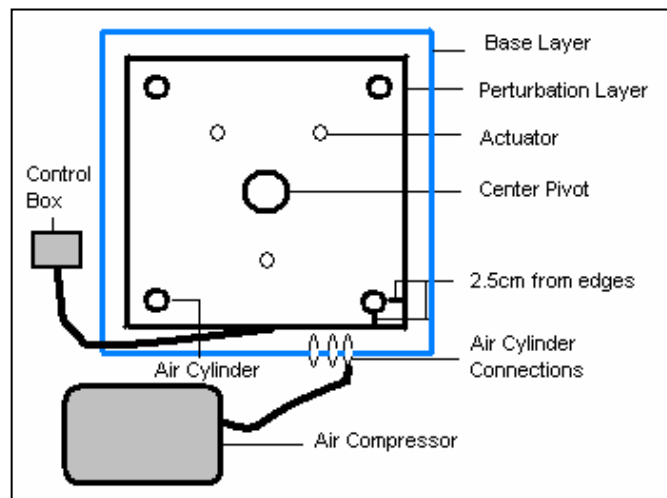 Base Layer
Perturbation Layer
Actuator
Control
Box
Center Pivot
2.5cm from edges
Air Cylinder
Air Cylinder
Connections
Air Compressor